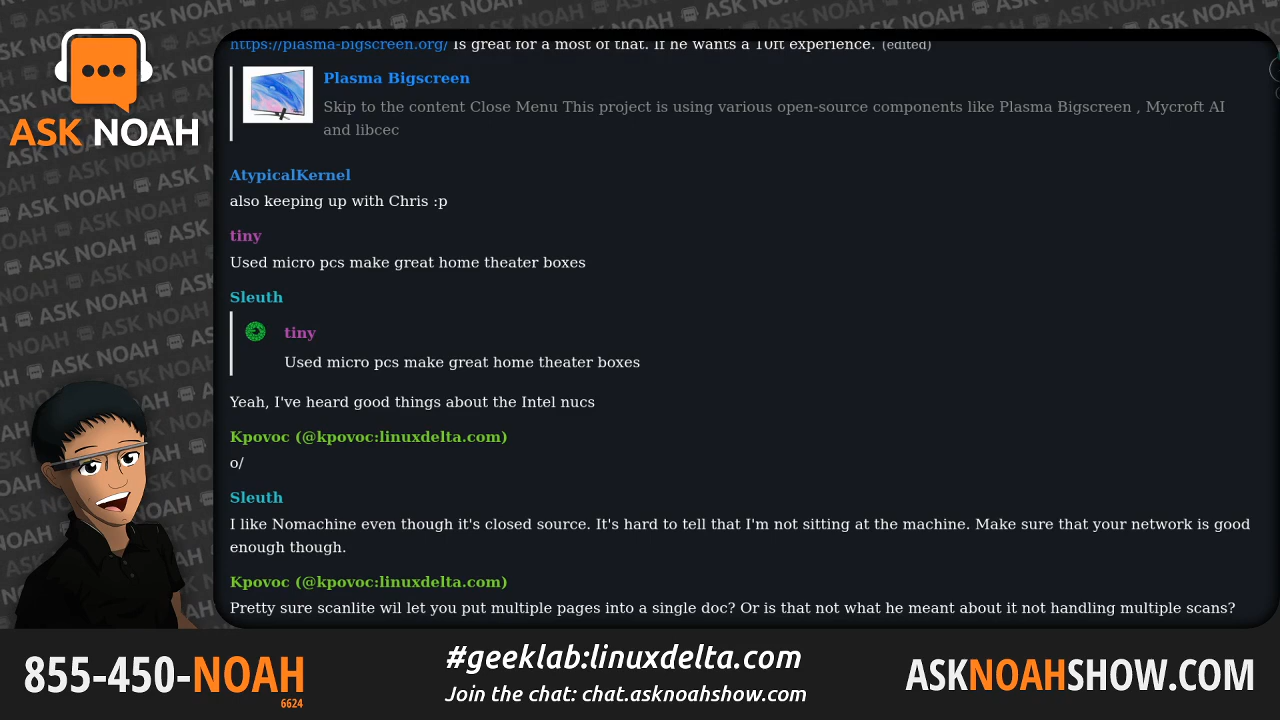 ASK NOAH
https://plasma-bigscreen.org/ Is great for a most of that. If he wants a 10ft experience. (edited)
Plasma Bigscreen
Skip to the content Close Menu This project is using various open-source components like Plasma Bigscreen , Mycroft AI
and libcec
AtypicalKernel
also keeping up with Chris :p
tiny
Used micro pcs make great home theater boxes
Sleuth
tiny
Used micro pcs make great home theater boxes
Yeah, I've heard good things about the Intel nucs
Kpovoc (@kpovoc:linuxdelta.com)
o/
Sleuth
I like Nomachine even though it's closed source. It's hard to tell that I'm not sitting at the machine. Make sure that your network is good
enough though.
Kpovoc (@kpovoc:linuxdelta.com)
Pretty sure scanlite wil let you put multiple pages into a single doc? Or is that not what he meant about it not handling multiple scans?
855-450-NOAH
6624
#geeklab:linuxdelta.com
Join the chat: chat.asknoahshow.com
ASKNOAHSHOW.COM